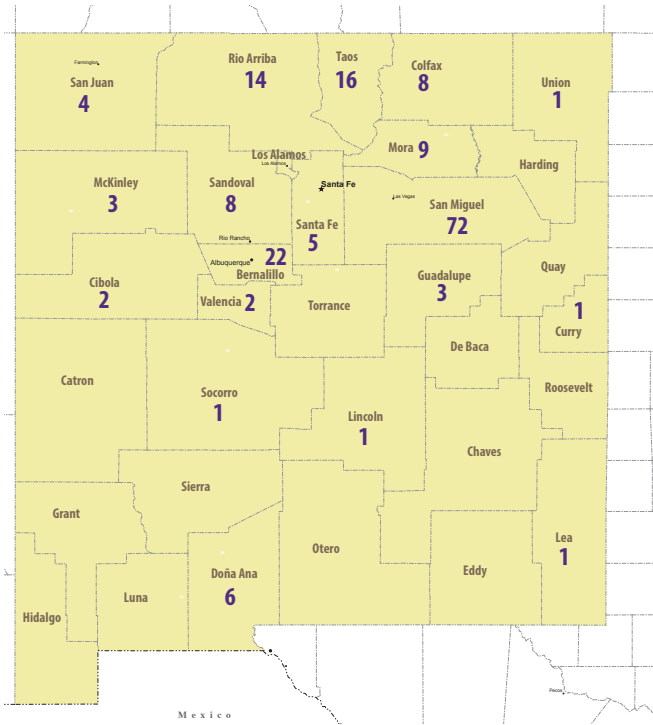 Farmington
San Juan
4
Rio Arriba
14
Taos
16
Colfax
8
Union
1
Mora 9
Harding
Los Alamos
Los Alamos
McKinley
3
Sandoval
8
Santa Fe
Santa Fe
5
Las Vegas
San Miguel
72
Rio Rancho
Albuquerque
22
Bernalillo
Cibola
2
Valencia 2
Torrance
Guadalupe
3
Quay
1
Curry
De Baca
Roosevelt
Catron
Socorro
1
Lincoln
1
Chaves
Sierra
Grant
Otero
Lea
1
Eddy
Doña Ana
6
Luna
Hidalgo
Pecos
Mexico